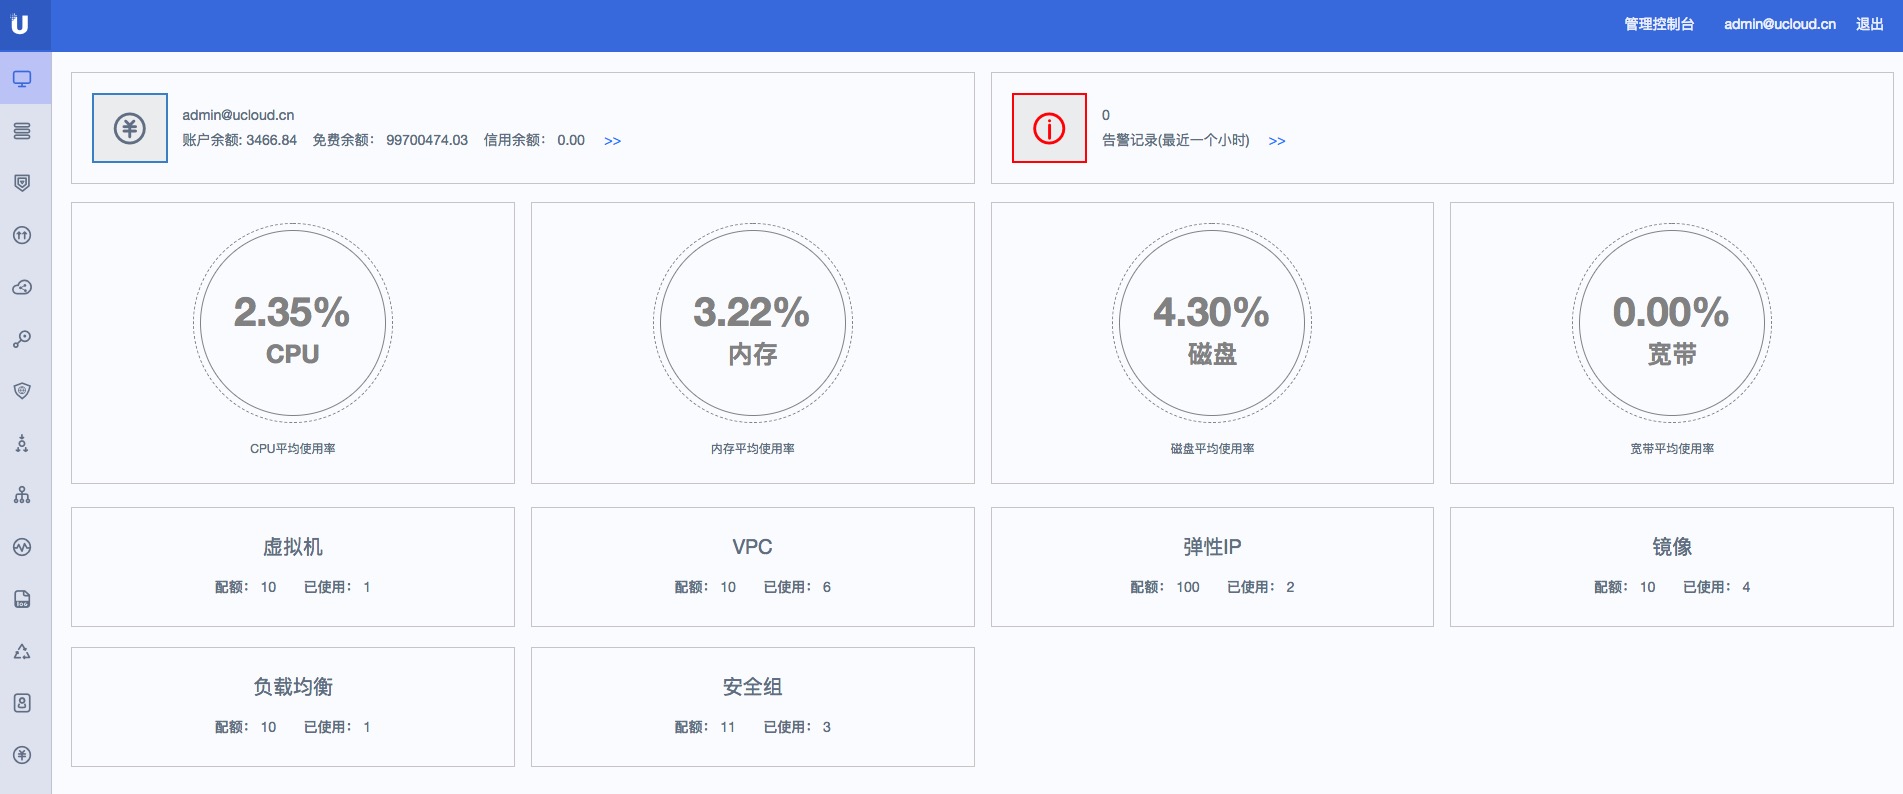 U
管理控制台 admin@ucloud.cn 退出
admin@ucloud.cn
账户余额: 3466.84 免费余额： 99700474.03 信用余额： 0.00 >>
0
告警记录(最近一个小时) >>
2.35%
CPU
CPU平均使用率
3.22%
内存
内存平均使用率
4.30%
磁盘
磁盘平均使用率
0.00%
宽带
宽带平均使用率
虚拟机
配额： 10 已使用： 1
VPC
配额： 10 已使用： 6
弹性IP
配额： 100 已使用： 2
镜像
配额： 10 已使用： 4
负载均衡
配额： 10 已使用： 1
安全组
配额： 11 已使用： 3